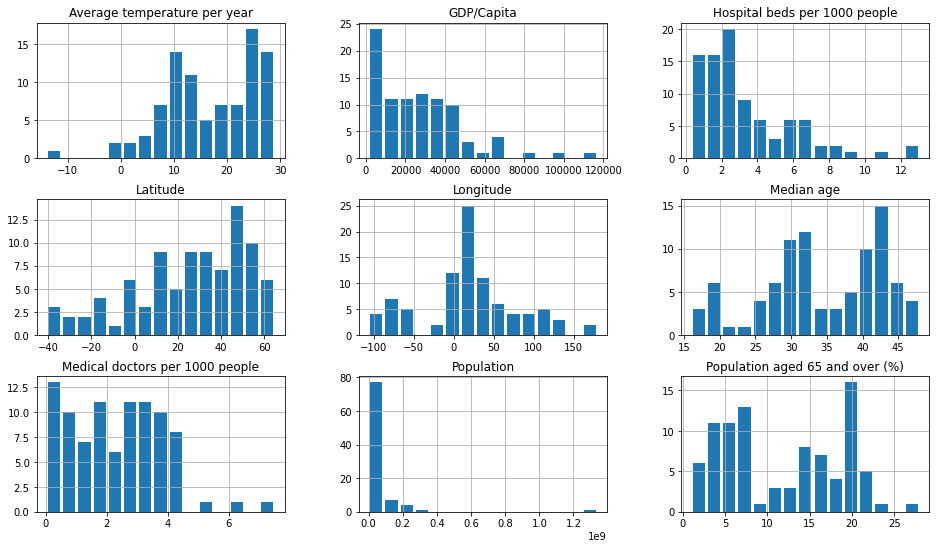 Average temperature per year
GDP/Capita
Hospital beds per 1000 people
15
10
5
0
−10 0 10 20 30
25
20
15
10
5
0
0 20000 40000 60000 80000 100000 120000
20
15
10
5
0
0 2 4 6 8 10 12
Latitude
Longitude
Median age
12.5
10.0
7.5
5.0
2.5
0.0
−40 −20 0 20 40 60
25
20
15
10
5
0
−100 −50 0 50 100 150
15
10
5
0
15 20 25 30 35 40 45
Medical doctors per 1000 people
Population
Population aged 65 and over (%)
12.5
10.0
7.5
5.0
2.5
0.0
0 2 4 6
80
60
40
20
0
0.0 0.2 0.4 0.6 0.8 1.0 1.2
1e9
15
10
5
0
0 5 10 15 20 25